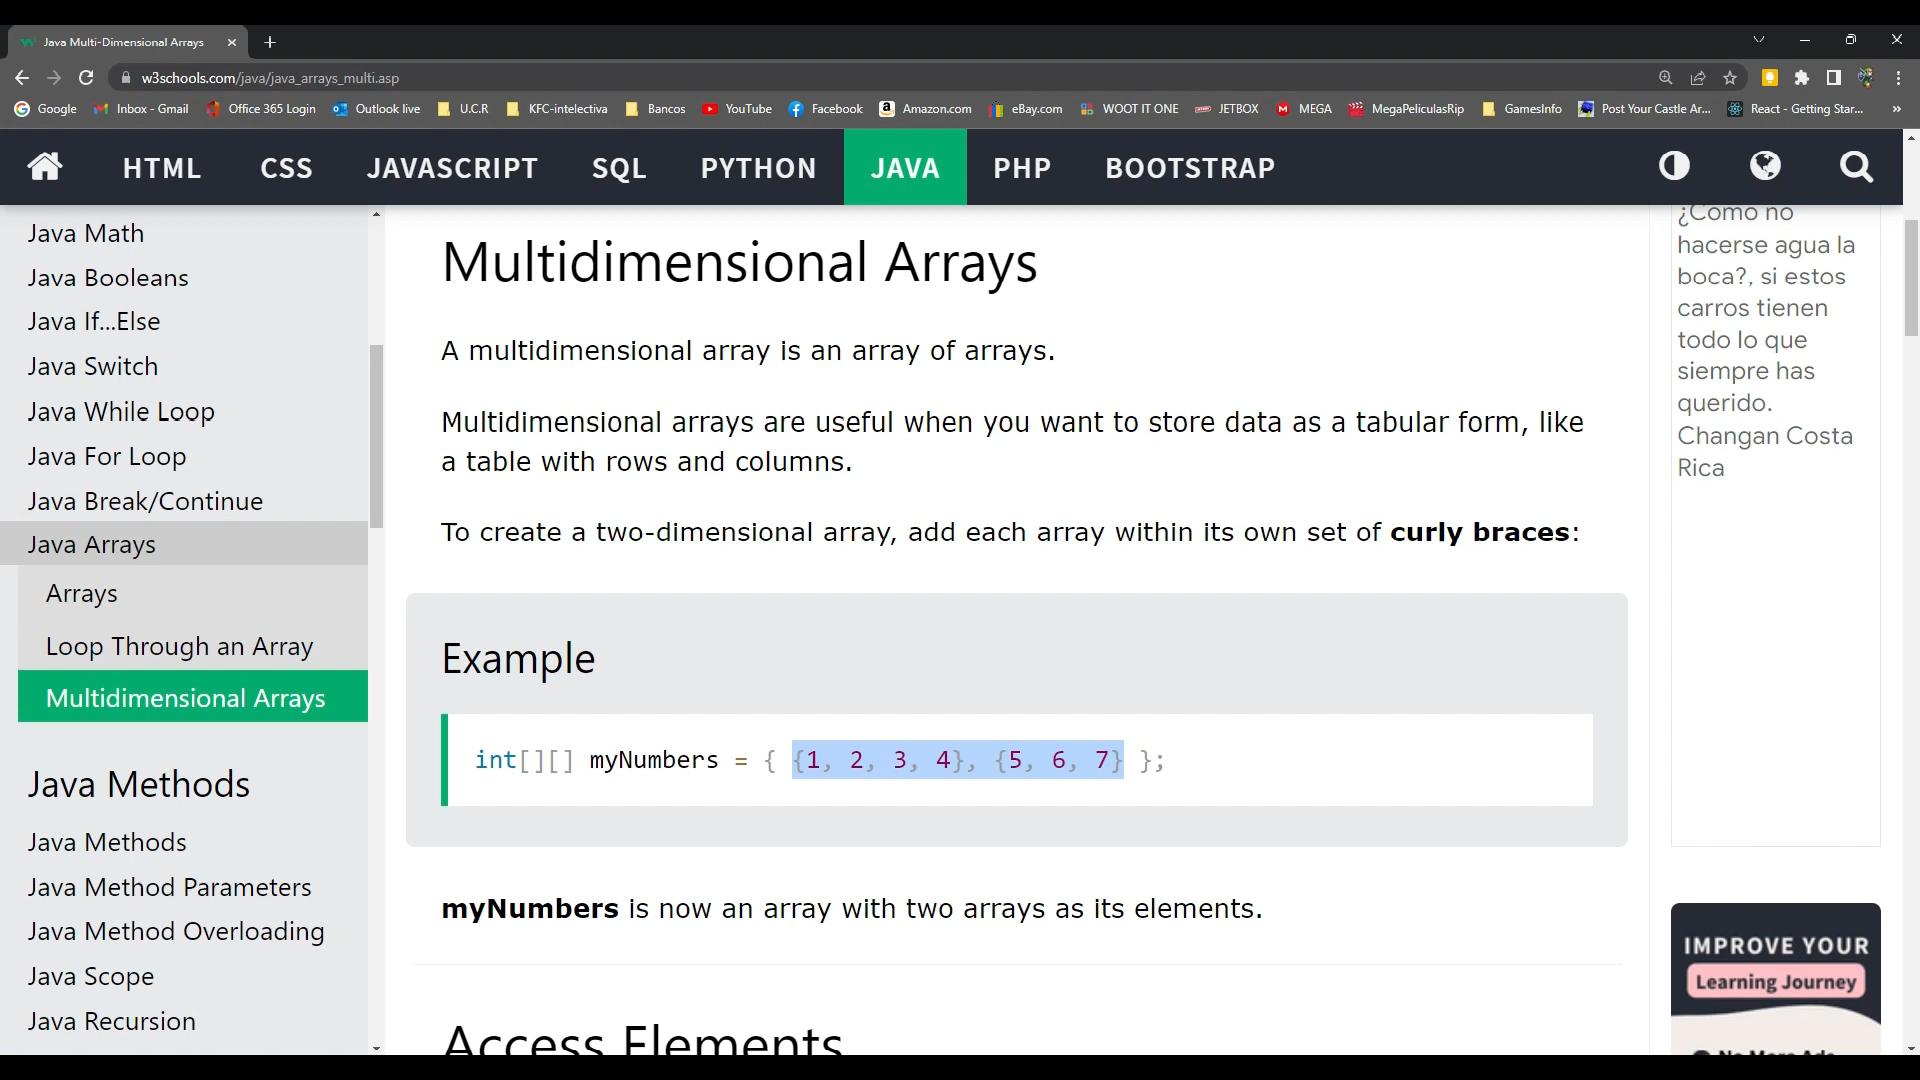 Java Multi-Dimensional Arrays
w3schools.com/java/java_arrays_multi.asp
Google Inbox - Gmail Office 365 Login Outlook live U.C.R KFC-intelectiva Bancos YouTube Facebook Amazon.com eBay.com WOOT IT ONE JETBOX MEGA MegaPeliculasRip GamesInfo Post Your Castle Ar... React - Getting Star... »
HTML CSS JAVASCRIPT SQL PYTHON JAVA PHP BOOTSTRAP
Java Math
Java Booleans
Java If...Else
Java Switch
Java While Loop
Java For Loop
Java Break/Continue
Java Arrays
Arrays
Loop Through an Array
Multidimensional Arrays
Java Methods
Java Methods
Java Method Parameters
Java Method Overloading
Java Scope
Java Recursion
Multidimensional Arrays
A multidimensional array is an array of arrays.
Multidimensional arrays are useful when you want to store data as a tabular form, like
a table with rows and columns.
To create a two-dimensional array, add each array within its own set of curly braces:
Example
int[][] myNumbers = { {1, 2, 3, 4}, {5, 6, 7} };
myNumbers is now an array with two arrays as its elements.
Access Elements
¿Como no
hacerse agua la
boca?, si estos
carros tienen
todo lo que
siempre has
querido.
Changan Costa
Rica
IMPROVE YOUR
Learning Journey
No More Ads